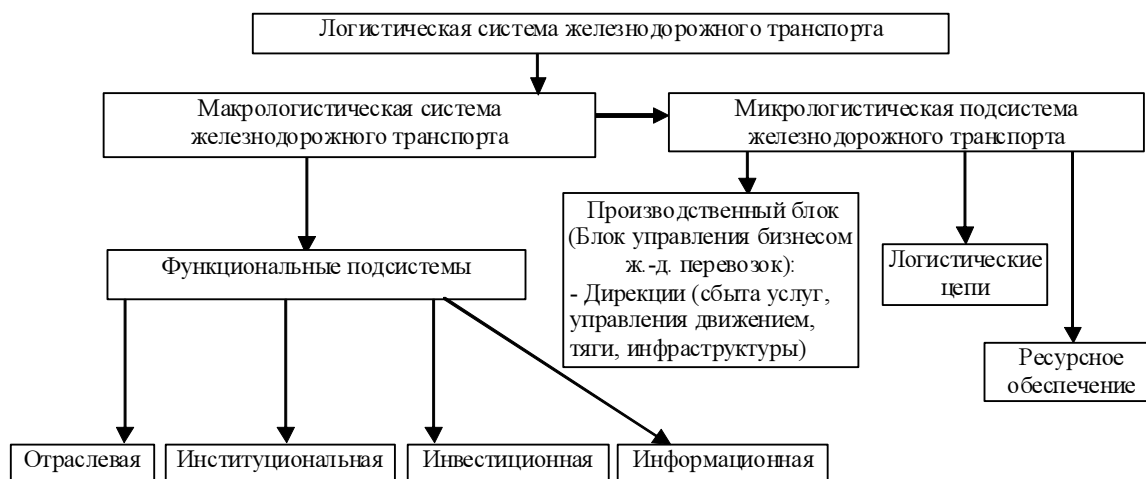 Логистическая система железнодорожного транспорта
Макрологистическая система
железнодорожного транспорта
Микрологистическая подсистема
железнодорожного транспорта
Производственный блок
(Блок управления бизнесом
ж.-д. перевозок):
- Дирекции (сбыта услуг,
управления движением,
тяги, инфраструктуры)
Функциональные подсистемы
Логистические
цепи
Ресурсное
обеспечение
Отраслевая
Институциональная
Инвестиционная
Информационная